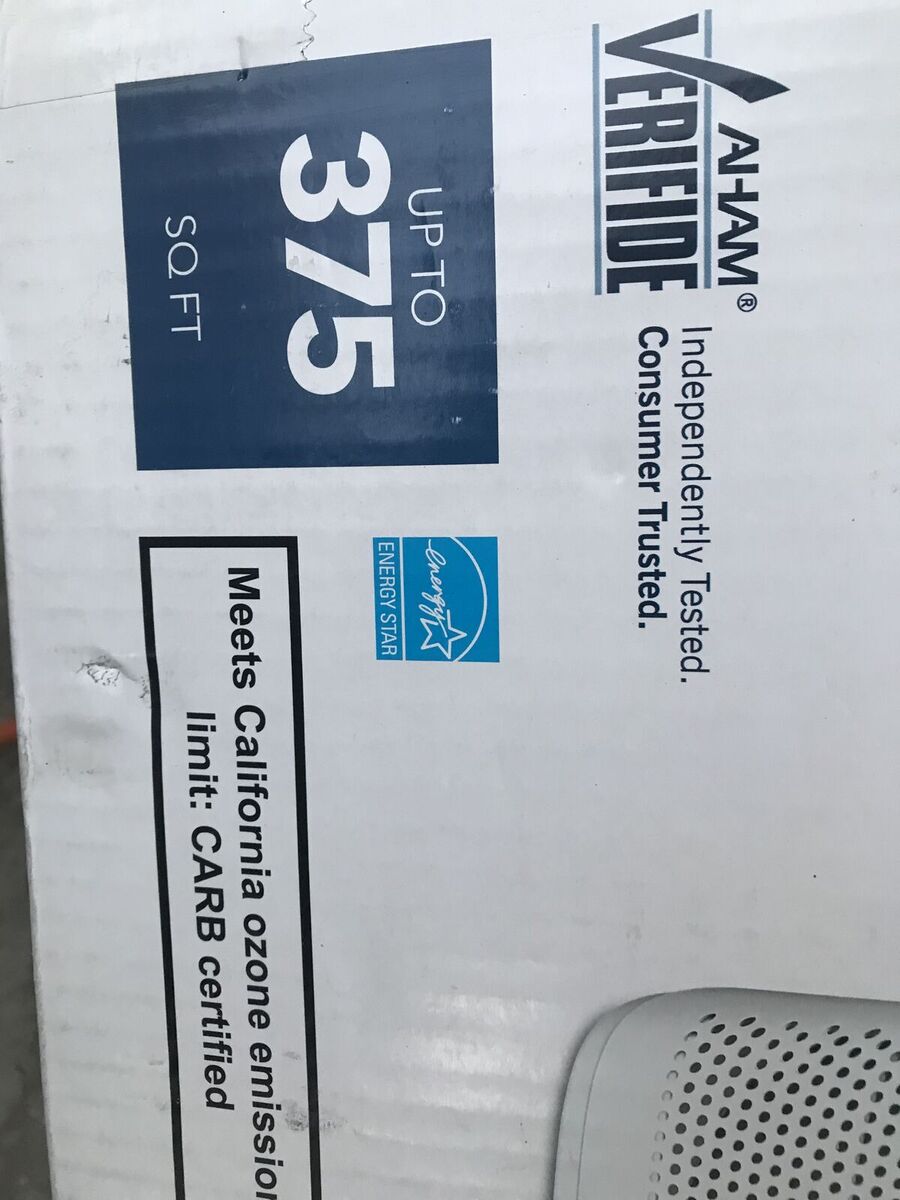 AHAM®
VERIFIDE
Independently Tested.
Consumer Trusted.
UP TO
375
SQ FT
energy
ENERGY STAR
Meets California ozone emission
limit: CARB certified